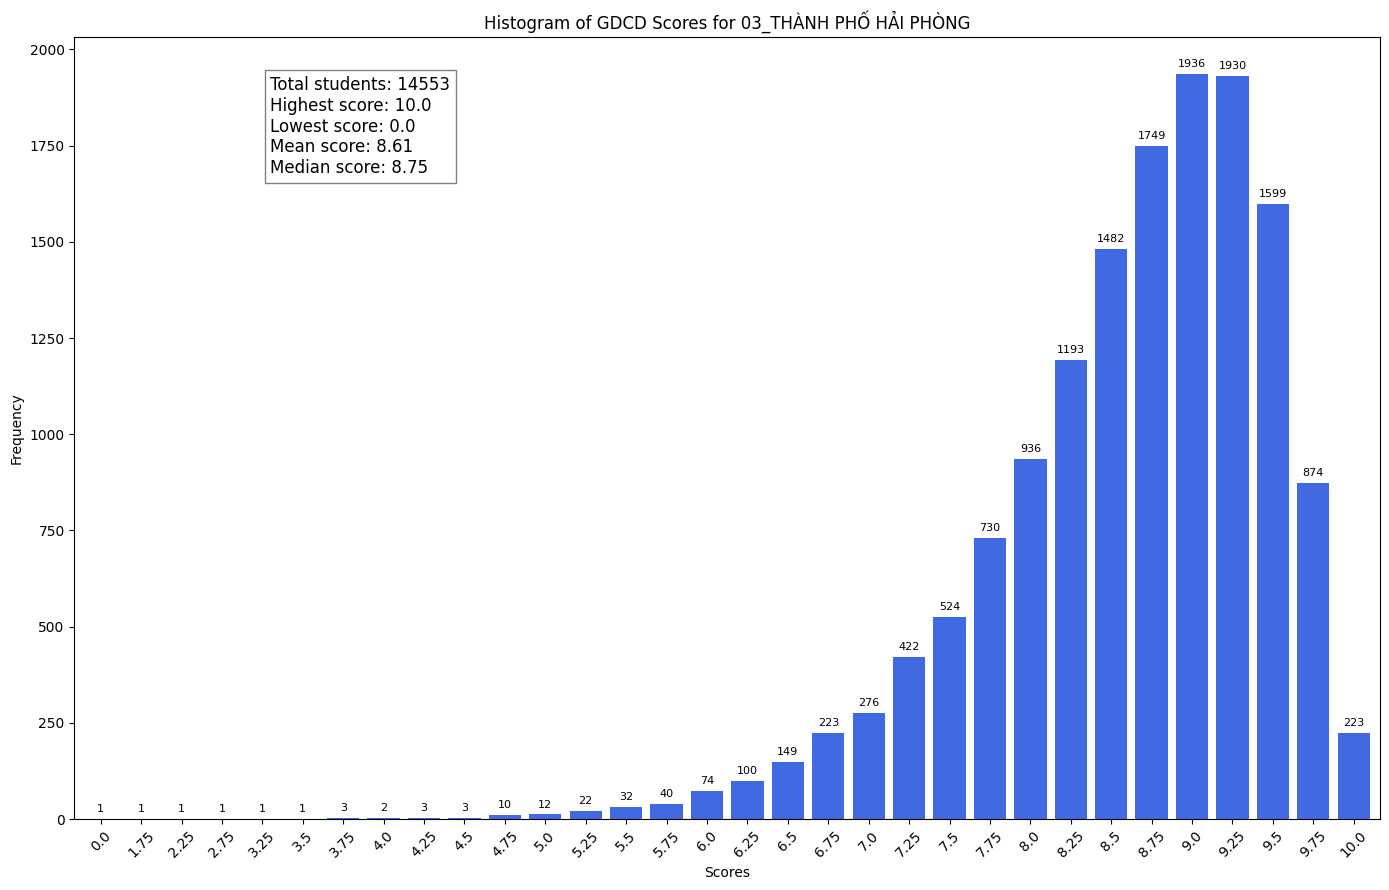 Histogram of GDCD Scores for 03_THÀNH PHỐ HẢI PHÒNG
Total students: 14553
Highest score: 10.0
Lowest score: 0.0
Mean score: 8.61
Median score: 8.75
Frequency
2000
1750
1500
1250
1000
750
500
250
0
1 1 1 1 1 1 3 2 3 3 10 12 22 32 40 74 100 149 223 276 422 524 730 936 1193 1482 1749 1936 1930 1599 874 223
0.0 1.75 2.25 2.75 3.25 3.5 3.75 4.0 4.25 4.5 4.75 5.0 5.25 5.5 5.75 6.0 6.25 6.5 6.75 7.0 7.25 7.5 7.75 8.0 8.25 8.5 8.75 9.0 9.25 9.5 9.75 10.0
Scores